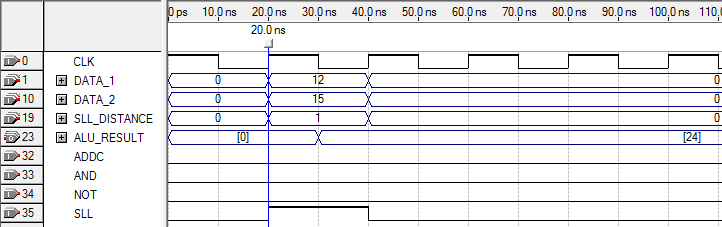 0 ps 10.0 ns 20.0 ns 30.0 ns 40.0 ns 50.0 ns 60.0 ns 70.0 ns 80.0 ns 90.0 ns 100.0 ns 110.
20.0 ns
0 CLK
1 DATA_1 0 12 0
10 DATA_2 0 15 0
19 SLL_DISTANCE 0 1 0
23 ALU_RESULT [0] [24]
32 ADDC
33 AND
34 NOT
35 SLL